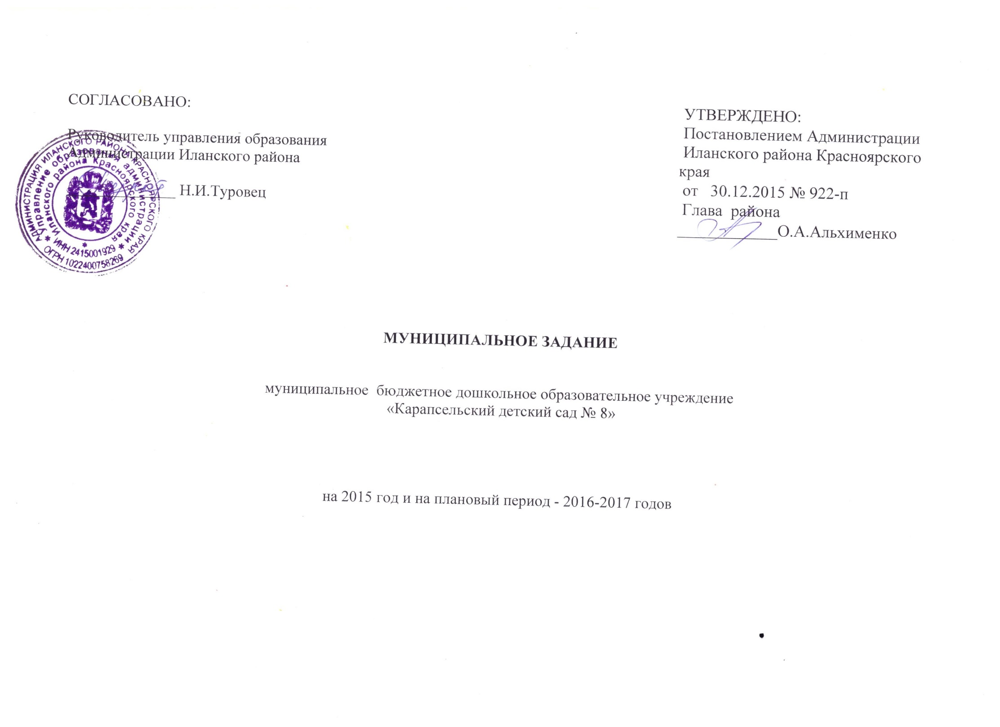 СОГЛАСОВАНО:
Руководитель управления образования
Администрации Иланского района
_____________ Н.И.Туровец
АДМИНИСТРАЦИЯ ИЛАНСКОГО РАЙОНА КРАСНОЯРСКОГО КРАЯ
ОГРН 1022400758269
* Управление образования администрации *
Иланского района Красноярского края
ИНН 2415001929
УТВЕРЖДЕНО:
Постановлением Администрации
Иланского района Красноярского
края
от 30.12.2015 № 922-п
Глава района
____________О.А.Альхименко
МУНИЦИПАЛЬНОЕ ЗАДАНИЕ
муниципальное бюджетное дошкольное образовательное учреждение
«Карапсельский детский сад № 8»
на 2015 год и на плановый период - 2016-2017 годов